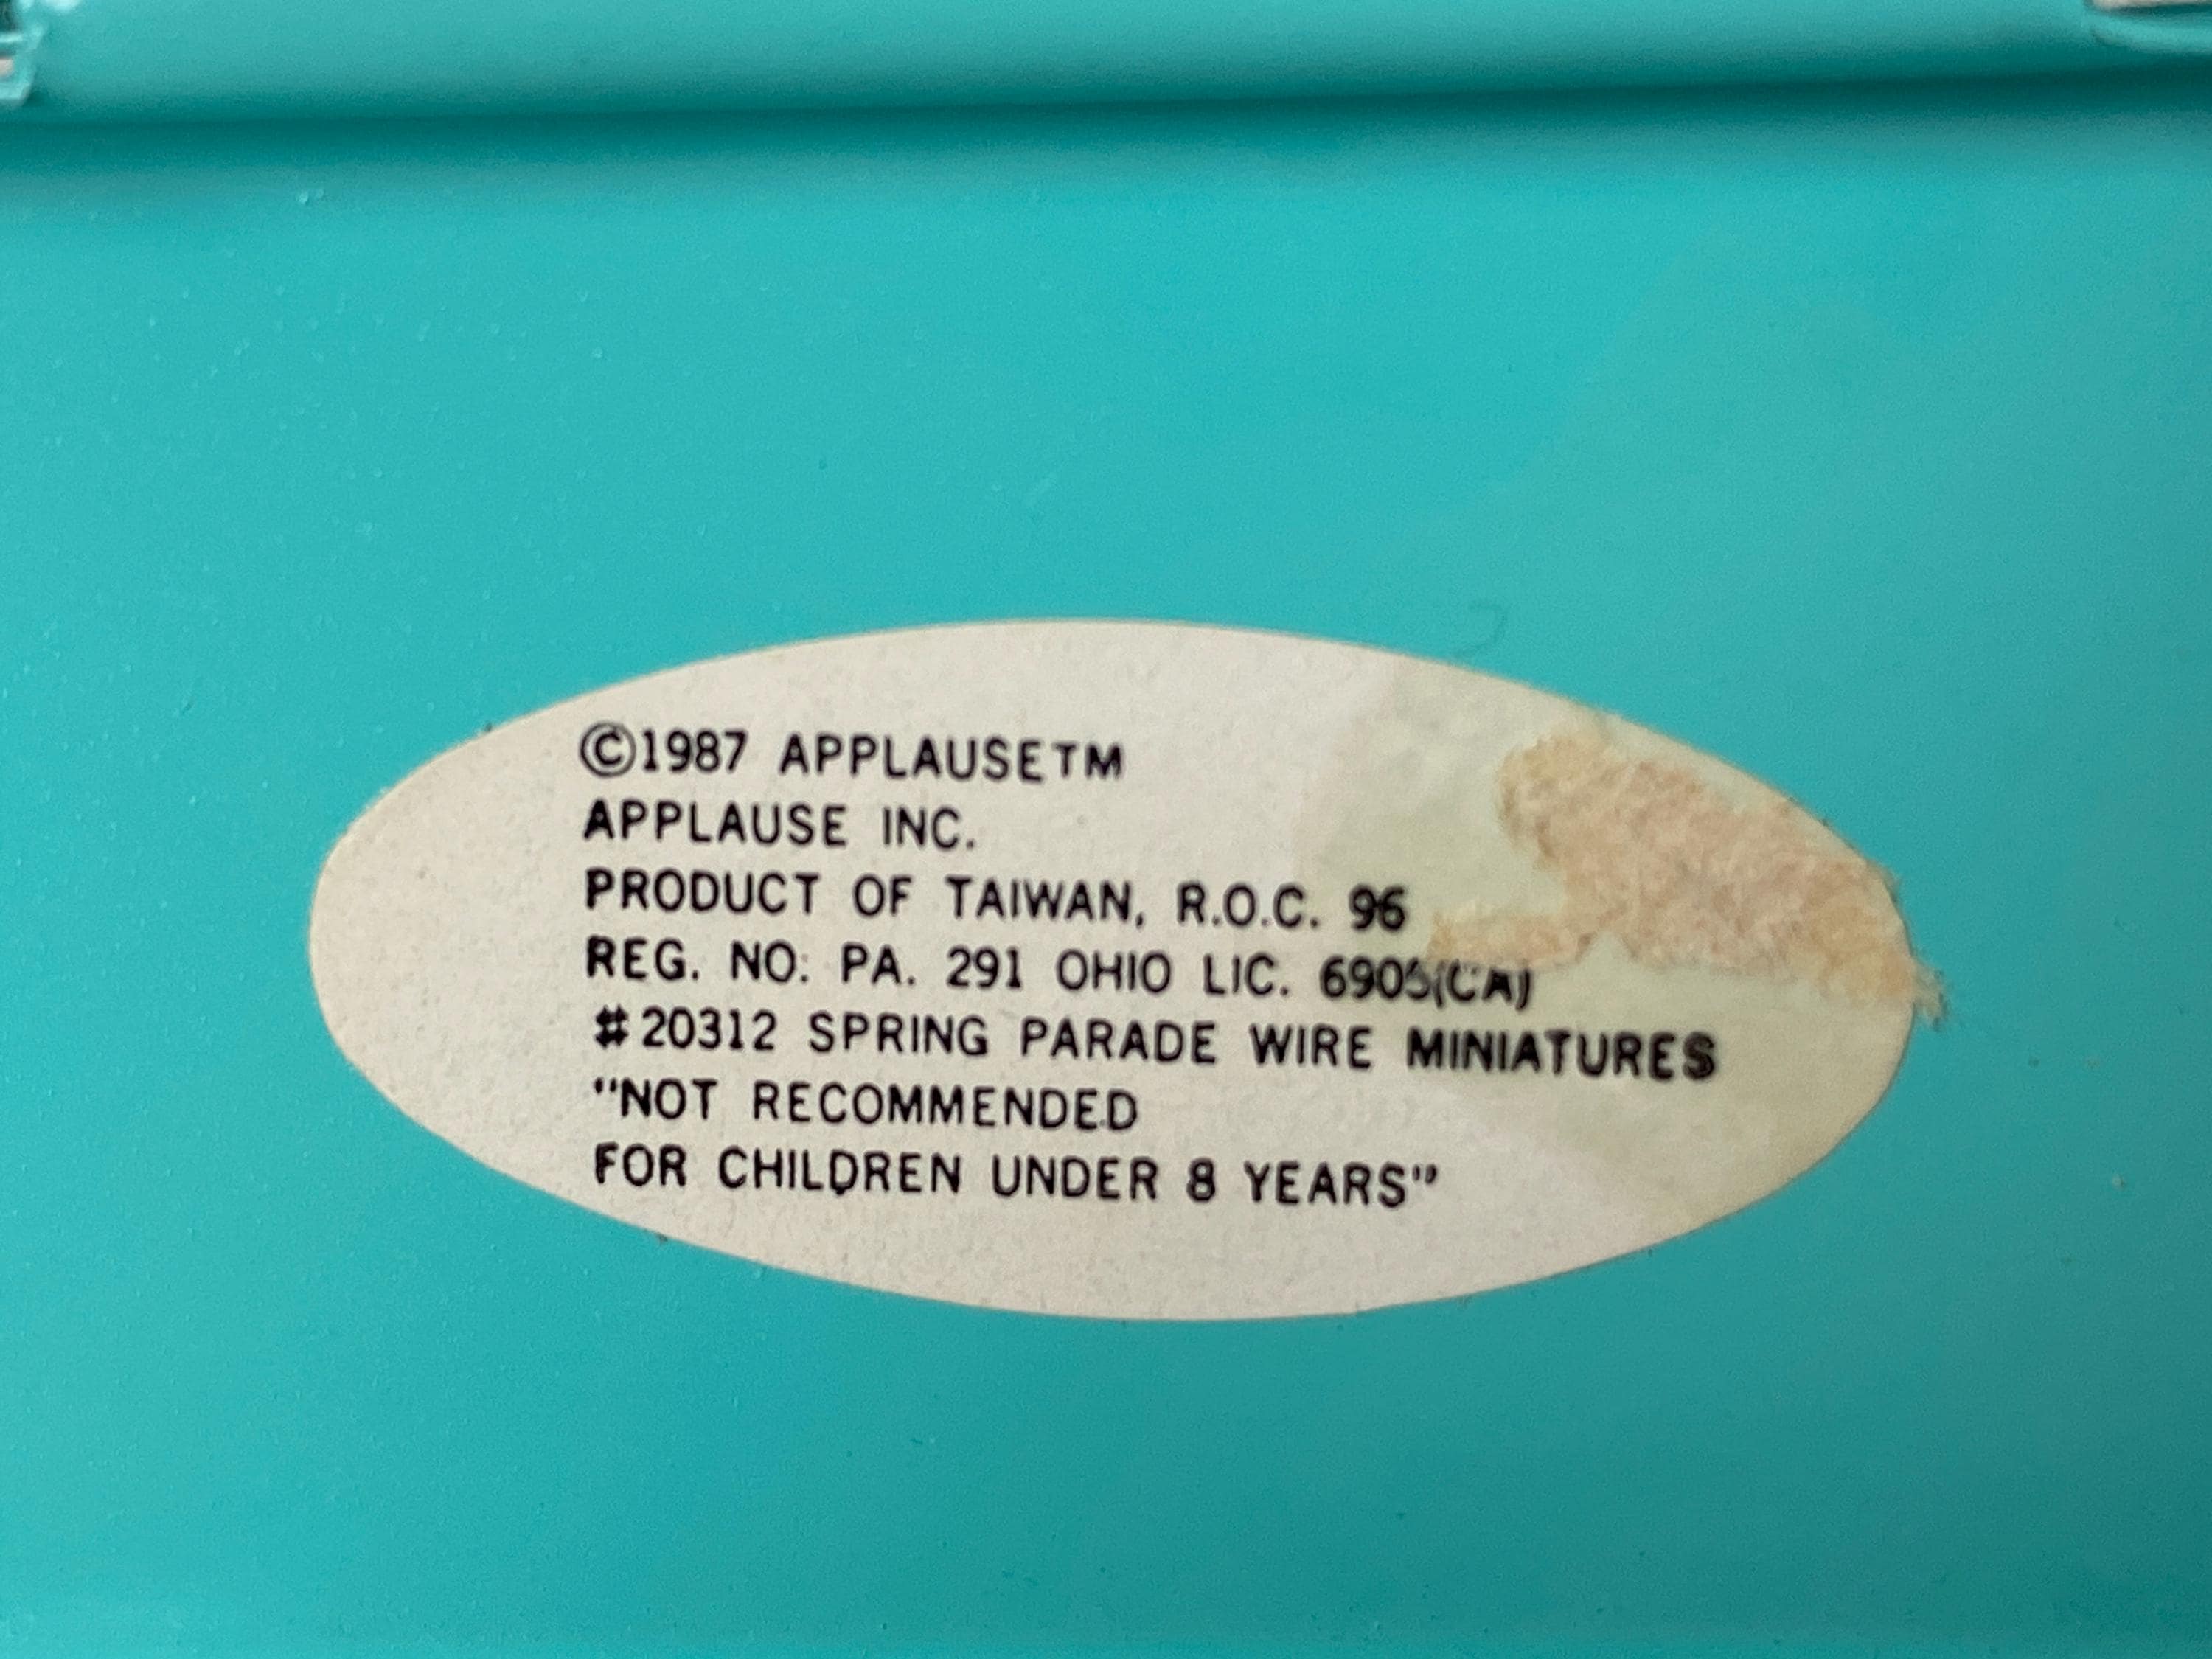 ©1987 APPLAUSE™
APPLAUSE INC.
PRODUCT OF TAIWAN, R.O.C. 96
REG. NO. PA. 291 OHIO LIC. 6905(CA)
#20312 SPRING PARADE WIRE MINIATURES
"NOT RECOMMENDED
FOR CHILDREN UNDER 8 YEARS"